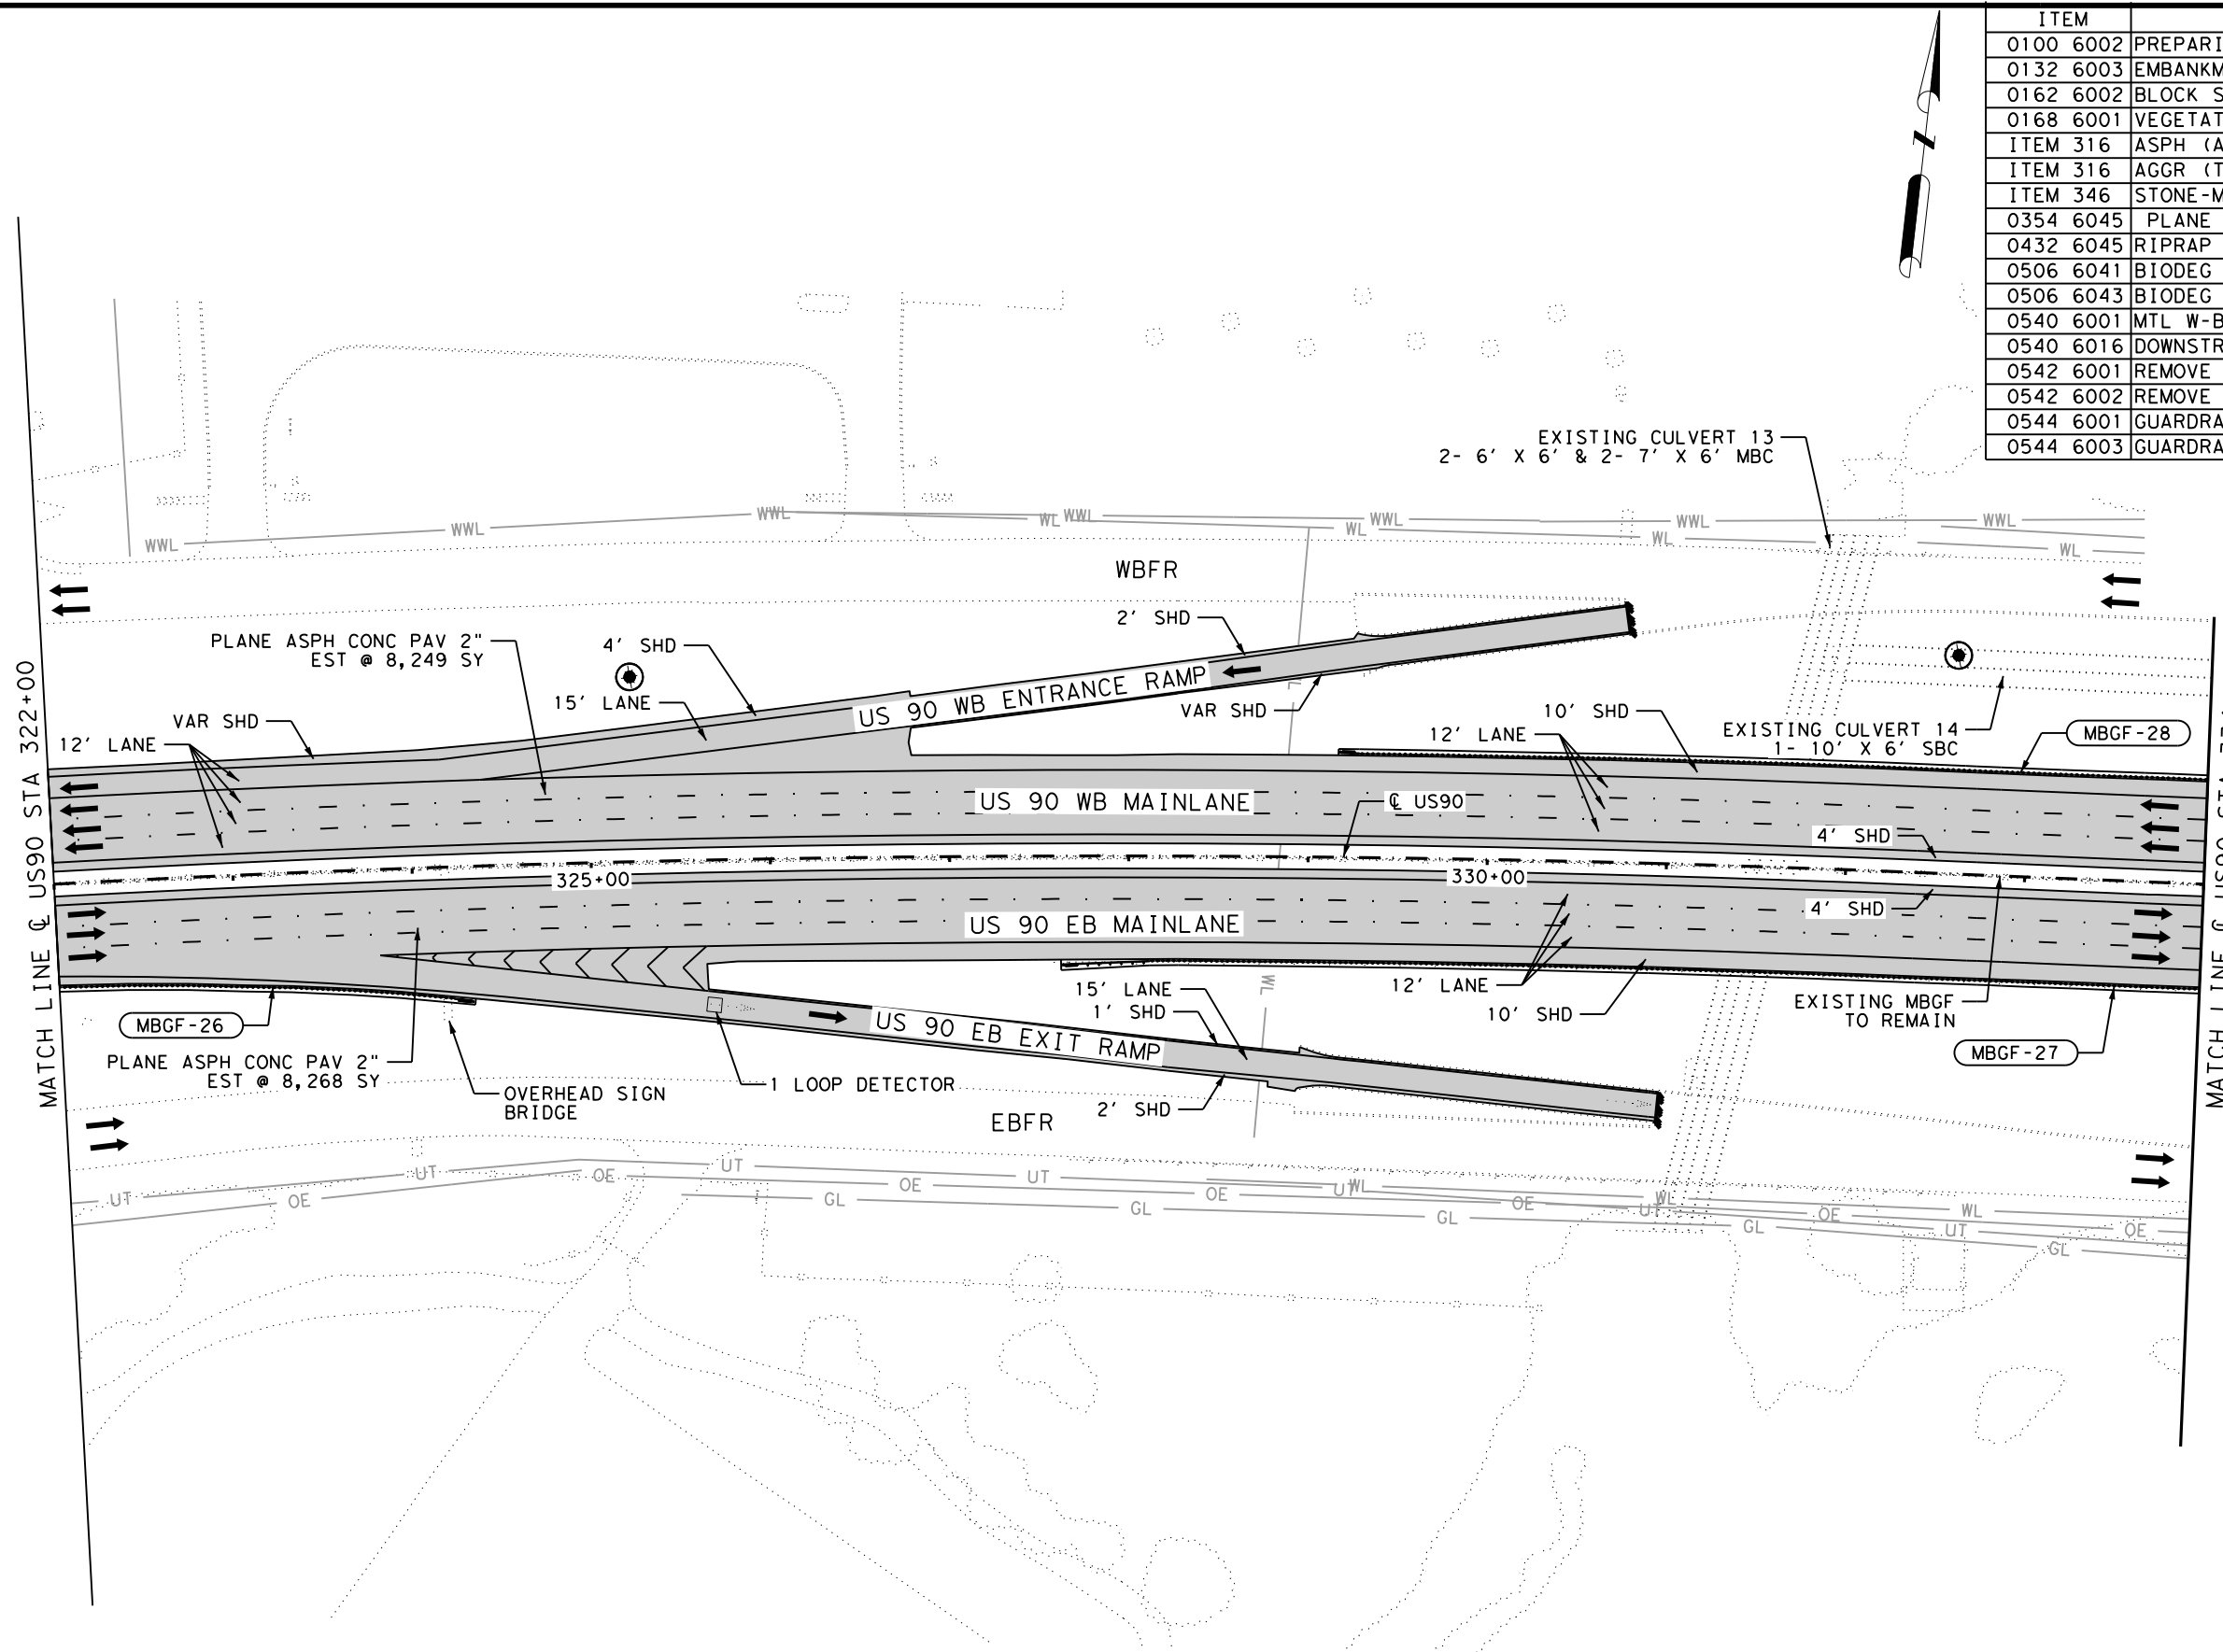 ITEM
0100 6002 PREPARI
0132 6003 EMBANKM
0162 6002 BLOCK S
0168 6001 VEGETAT
ITEM 316 ASPH (A
ITEM 316 AGGR (T
ITEM 346 STONE-M
0354 6045 PLANE
0432 6045 RIPRAP
0506 6041 BIODEG
0506 6043 BIODEG
0540 6001 MTL W-B
0540 6016 DOWNSTR
0542 6001 REMOVE
0542 6002 REMOVE
0544 6001 GUARDRA
0544 6003 GUARDRA
N
EXISTING CULVERT 13
2- 6' X 6' & 2- 7' X 6' MBC
WWL WWL WWL WWL WWL WWL WWL
WL WL WL WL
WBFR
2' SHD
PLANE ASPH CONC PAV 2"
EST @ 8,249 SY
4' SHD
15' LANE
US 90 WB ENTRANCE RAMP
VAR SHD
VAR SHD
12' LANE
10' SHD
12' LANE
EXISTING CULVERT 14
1- 10' X 6' SBC
MBGF-28
MATCH LINE ℄ US90 STA 322+00
US 90 WB MAINLANE
℄ US90
4' SHD
325+00
330+00
4' SHD
US 90 EB MAINLANE
WL
15' LANE
1' SHD
12' LANE
10' SHD
EXISTING MBGF
TO REMAIN
MBGF-26
MBGF-27
US 90 EB EXIT RAMP
PLANE ASPH CONC PAV 2"
EST @ 8,268 SY
OVERHEAD SIGN
BRIDGE
1 LOOP DETECTOR
2' SHD
EBFR
MATCH LINE ℄ US90 STA
UT UT UT UT UT UT UT
OE OE OE OE OE OE OE
WL WL WL
GL GL GL GL GL